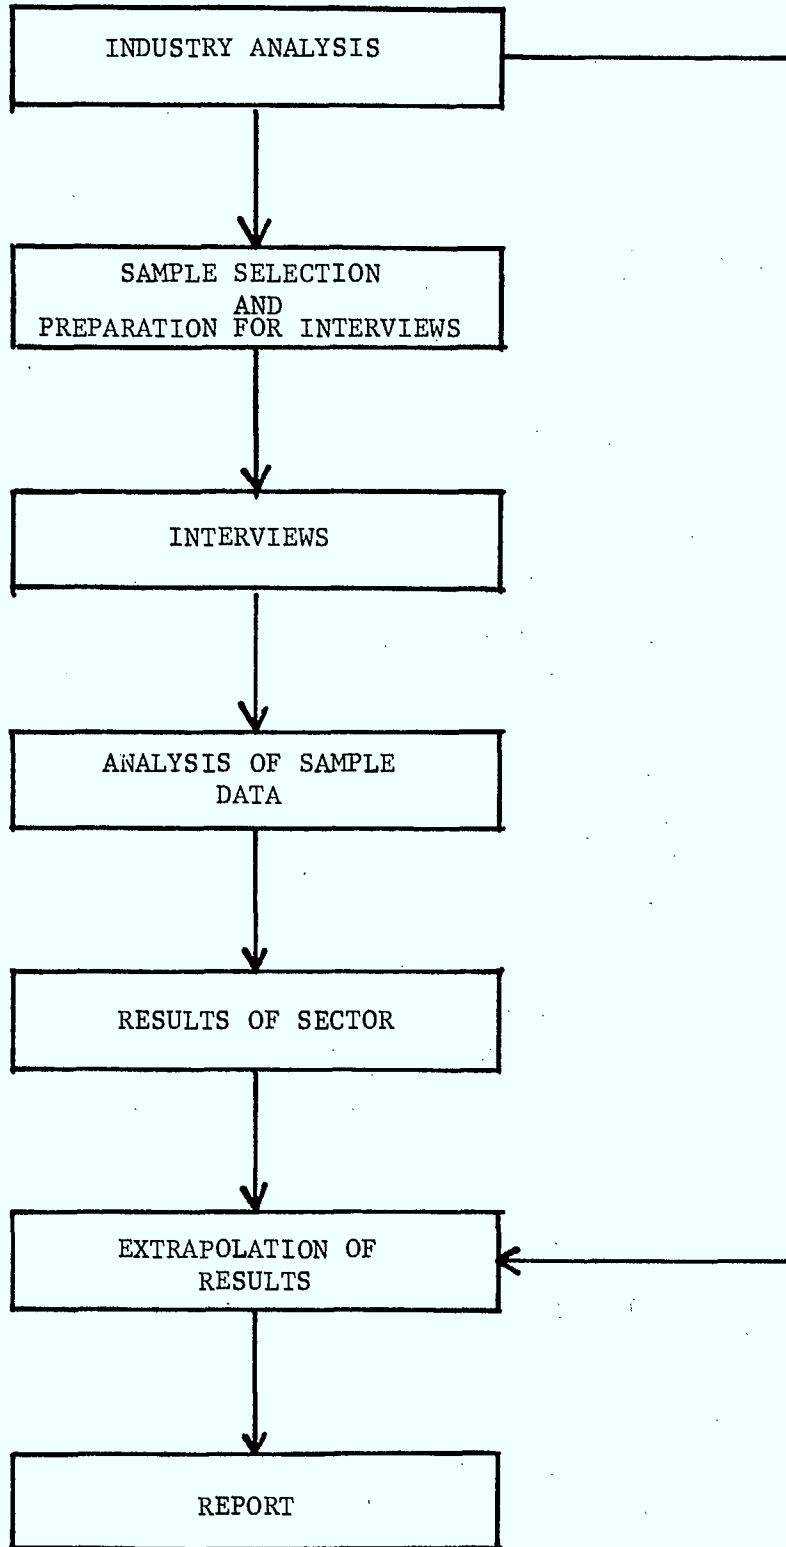 INDUSTRY ANALYSIS
SAMPLE SELECTION
AND
PREPARATION FOR INTERVIEWS
INTERVIEWS
ANALYSIS OF SAMPLE
DATA
RESULTS OF SECTOR
EXTRAPOLATION OF
RESULTS
REPORT